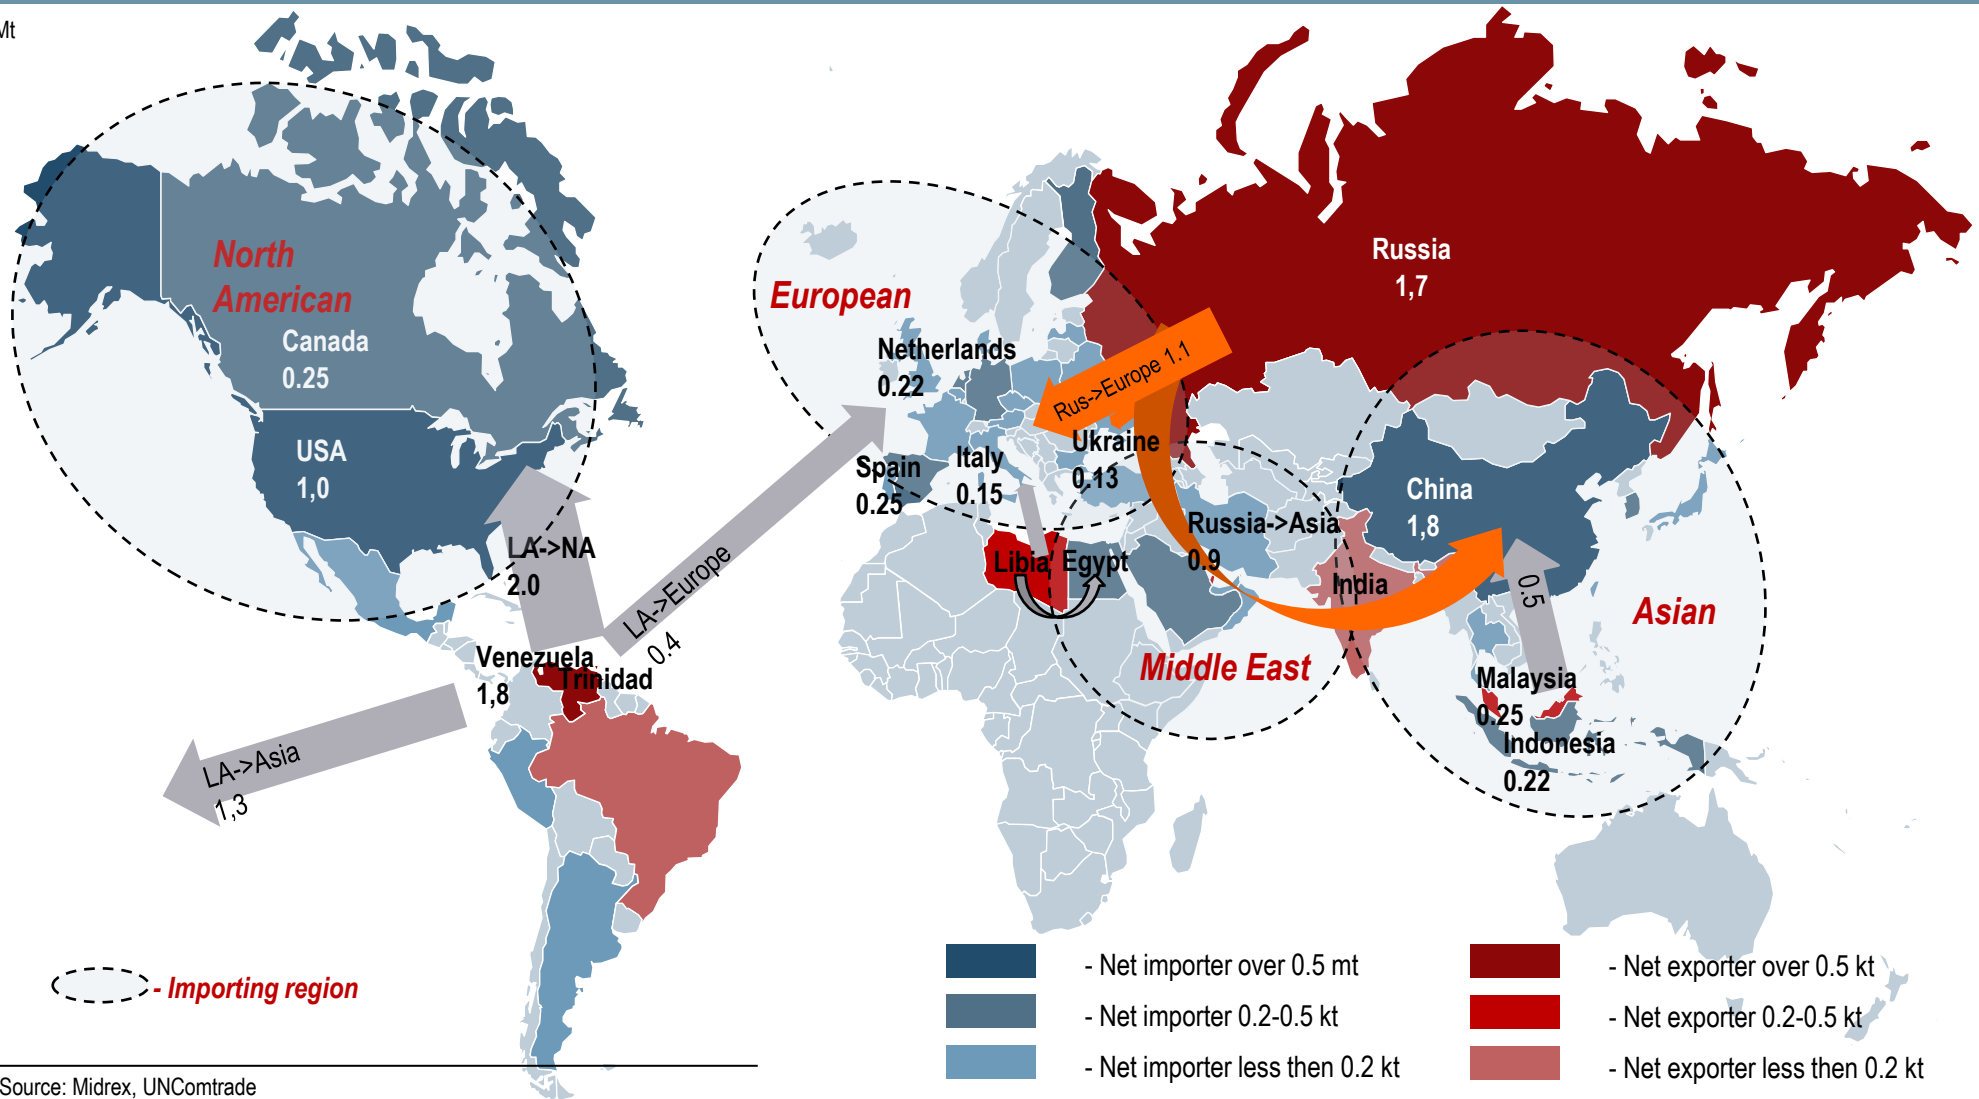 Mt
North
American
Canada
0.25
USA
1,0
LA->NA
2.0
LA->Europe
0.4
LA->Asia
1,3
Venezuela
1,8
Trinidad
European
Netherlands
0.22
Spain
0.25
Italy
0.15
Ukraine
0.13
Rus->Europe 1.1
Russia
1,7
Russia->Asia
0.9
Libia
Egypt
Middle East
India
China
1,8
0.5
Asian
Malaysia
0.25
Indonesia
0.22
- Importing region
- Net importer over 0.5 mt
- Net importer 0.2-0.5 kt
- Net importer less then 0.2 kt
- Net exporter over 0.5 kt
- Net exporter 0.2-0.5 kt
- Net exporter less then 0.2 kt
Source: Midrex, UNComtrade